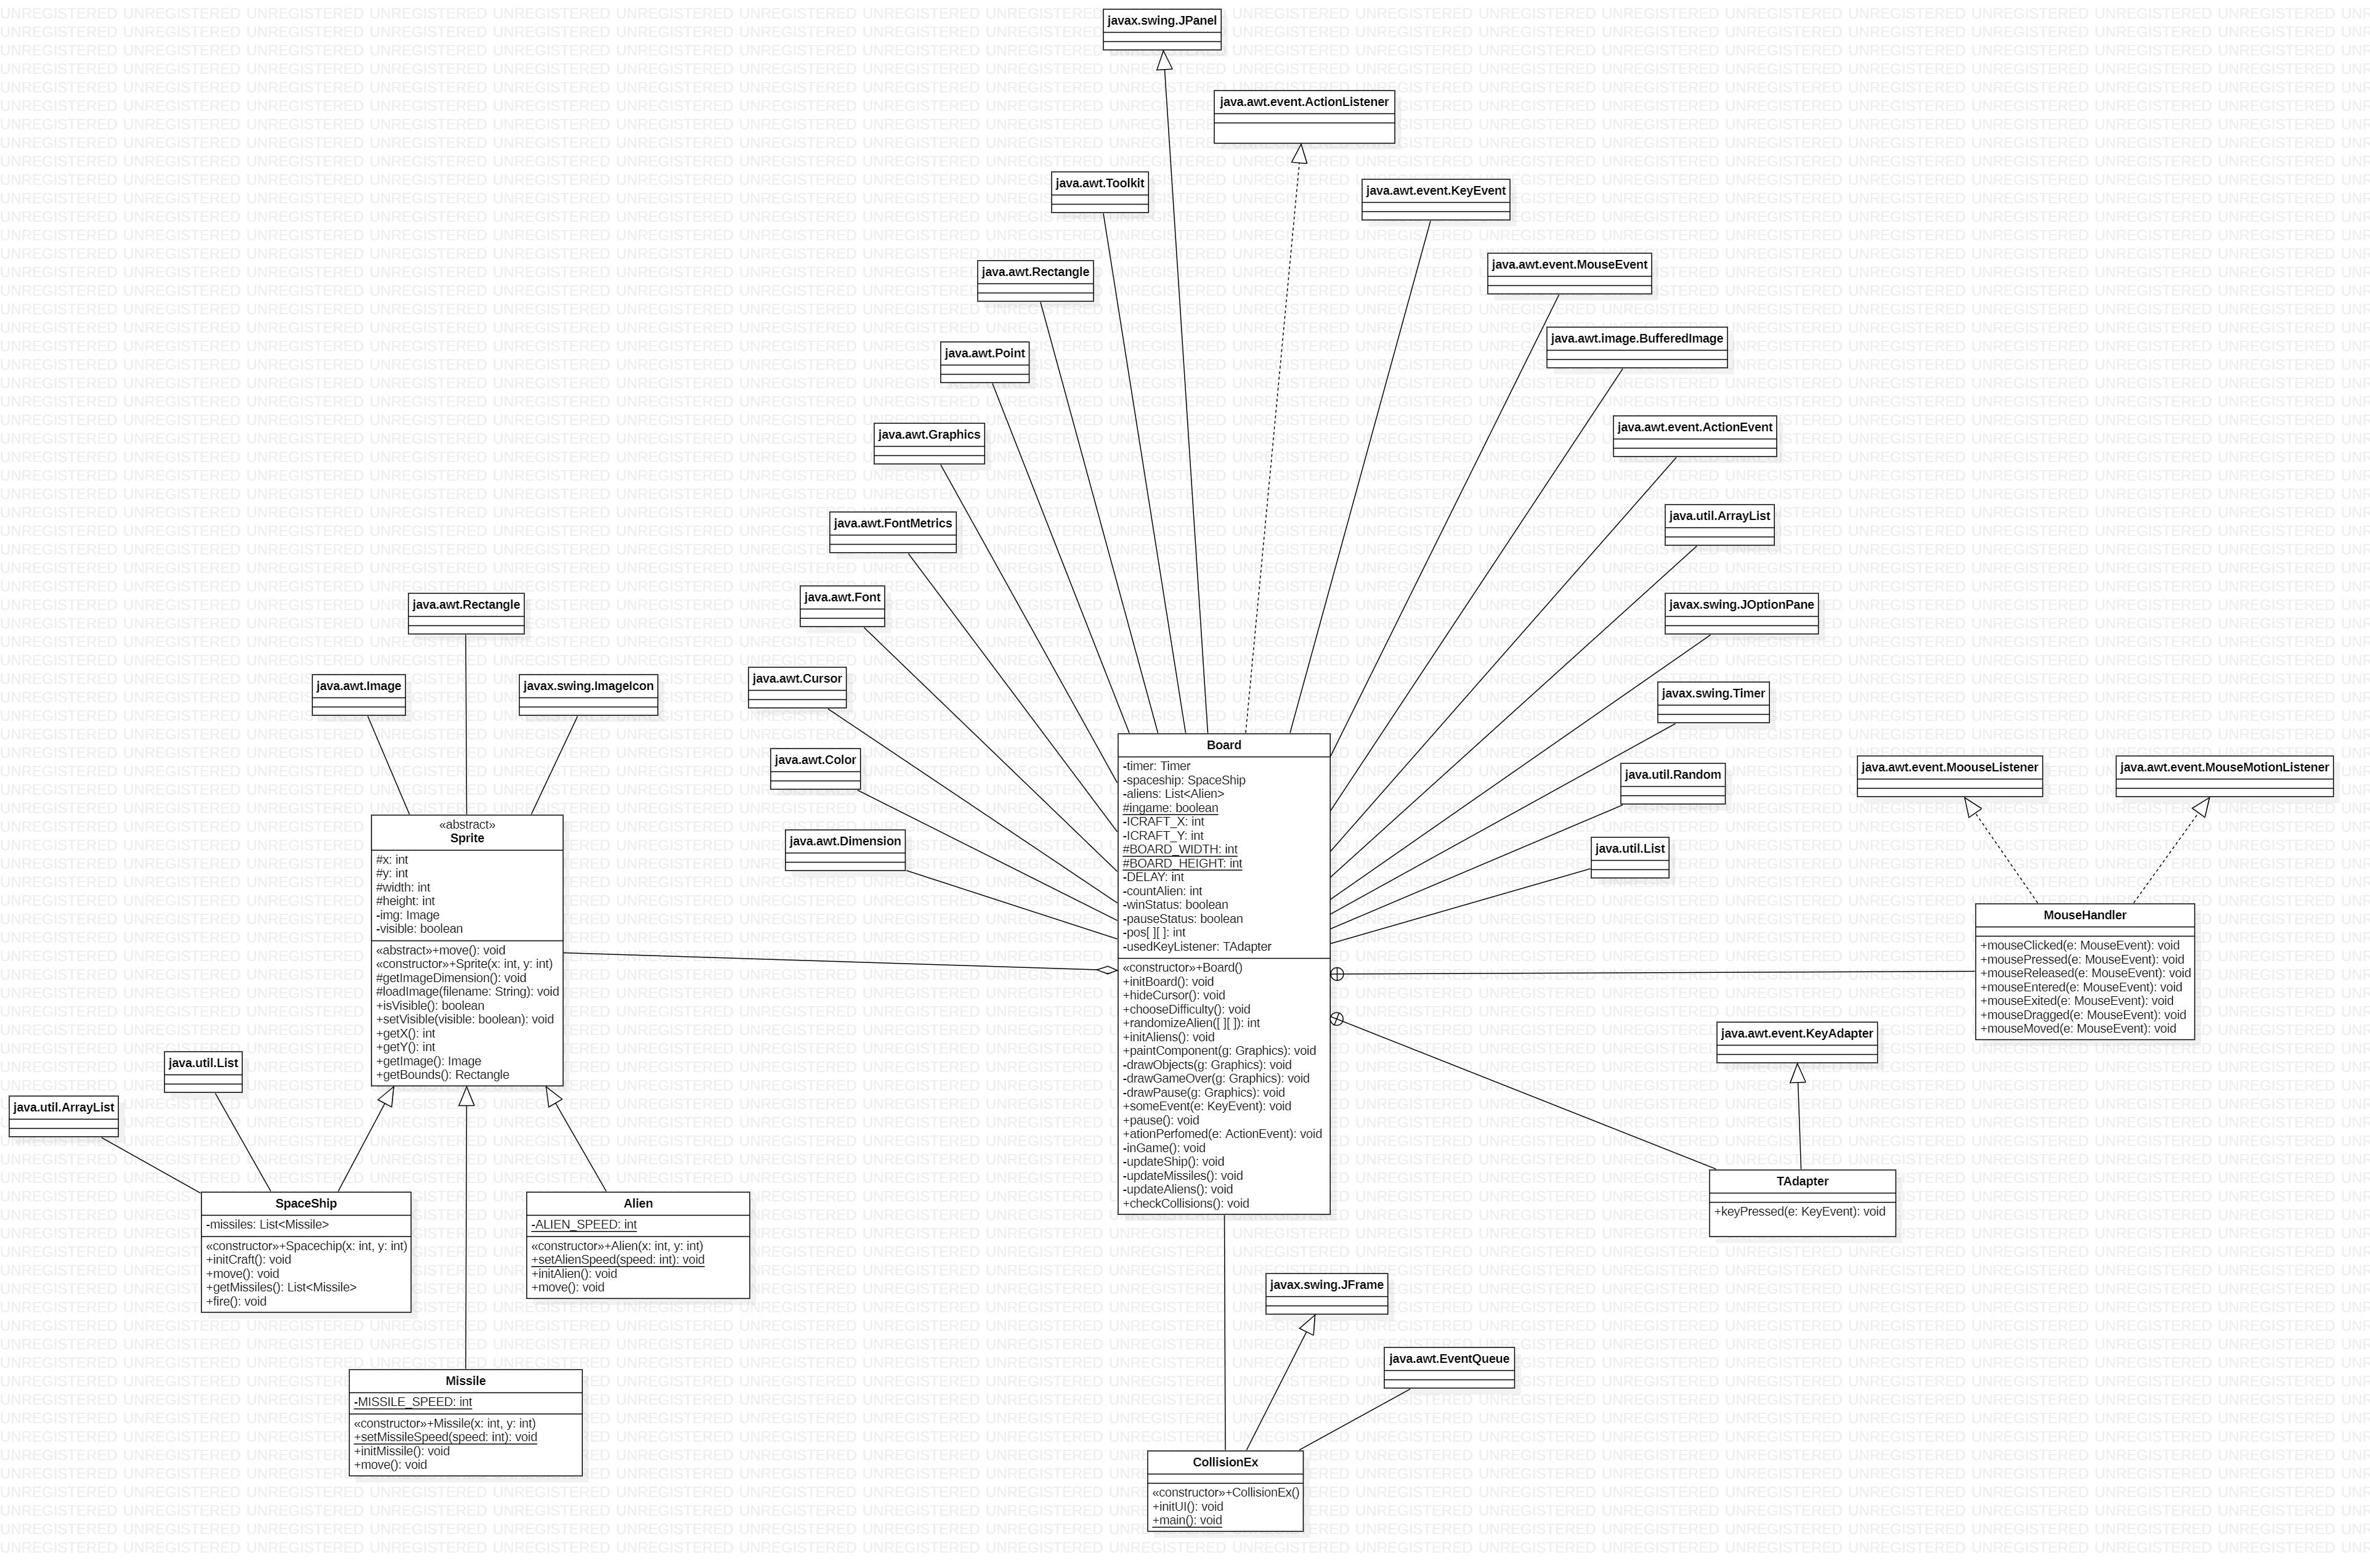 javax.swing.JPanel
java.awt.event.ActionListener
java.awt.Toolkit
java.awt.event.KeyEvent
java.awt.Rectangle
java.awt.event.MouseEvent
java.awt.Point
java.awt.image.BufferedImage
java.awt.Graphics
java.awt.event.ActionEvent
java.awt.FontMetrics
java.util.ArrayList
java.awt.Font
javax.swing.JOptionPane
java.awt.Cursor
javax.swing.Timer
java.awt.Color
java.util.Random
java.awt.Dimension
java.util.List
java.awt.Rectangle
java.awt.Image
javax.swing.ImageIcon
«abstract»
Sprite
#x: int
#y: int
#width: int
#height: int
-img: Image
-visible: boolean
«abstract»+move(): void
«constructor»+Sprite(x: int, y: int)
#getImageDimension(): void
#loadImage(filename: String): void
+isVisible(): boolean
+setVisible(visible: boolean): void
+getX(): int
+getY(): int
+getImage(): Image
+getBounds(): Rectangle
Board
-timer: Timer
-spaceship: SpaceShip
-aliens: List<Alien>
#ingame: boolean
-ICRAFT_X: int
-ICRAFT_Y: int
#BOARD_WIDTH: int
#BOARD_HEIGHT: int
-DELAY: int
-countAlien: int
-winStatus: boolean
-pauseStatus: boolean
-pos[ ][ ]: int
-usedKeyListener: TAdapter
«constructor»+Board()
+initBoard(): void
+hideCursor(): void
+chooseDifficulty(): void
+randomizeAlien([ ][ ]): int
+initAliens(): void
+paintComponent(g: Graphics): void
-drawObjects(g: Graphics): void
-drawGameOver(g: Graphics): void
-drawPause(g: Graphics): void
+someEvent(e: KeyEvent): void
+pause(): void
+ationPerfomed(e: ActionEvent): void
-inGame(): void
-updateShip(): void
-updateMissiles(): void
-updateAliens(): void
+checkCollisions(): void
java.awt.event.MoouseListener
java.awt.event.MouseMotionListener
MouseHandler
+mouseClicked(e: MouseEvent): void
+mousePressed(e: MouseEvent): void
+mouseReleased(e: MouseEvent): void
+mouseEntered(e: MouseEvent): void
+mouseExited(e: MouseEvent): void
+mouseDragged(e: MouseEvent): void
+mouseMoved(e: MouseEvent): void
java.awt.event.KeyAdapter
TAdapter
+keyPressed(e: KeyEvent): void
java.util.List
java.util.ArrayList
SpaceShip
-missiles: List<Missile>
«constructor»+Spacechip(x: int, y: int)
+initCraft(): void
+move(): void
+getMissiles(): List<Missile>
+fire(): void
Alien
-ALIEN_SPEED: int
«constructor»+Alien(x: int, y: int)
+setAlienSpeed(speed: int): void
+initAlien(): void
+move(): void
Missile
-MISSILE_SPEED: int
«constructor»+Missile(x: int, y: int)
+setMissileSpeed(speed: int): void
+initMissile(): void
+move(): void
javax.swing.JFrame
java.awt.EventQueue
CollisionEx
«constructor»+CollisionEx()
+initUI(): void
+main(): void
UNREGISTERED